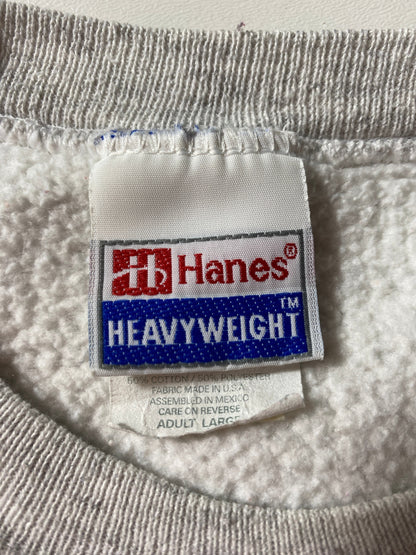 Hanes®
HEAVYWEIGHT™
50% COTTON / 50% POLYESTER
FABRIC MADE IN U.S.A.
ASSEMBLED IN MEXICO
CARE ON REVERSE
ADULT LARGE